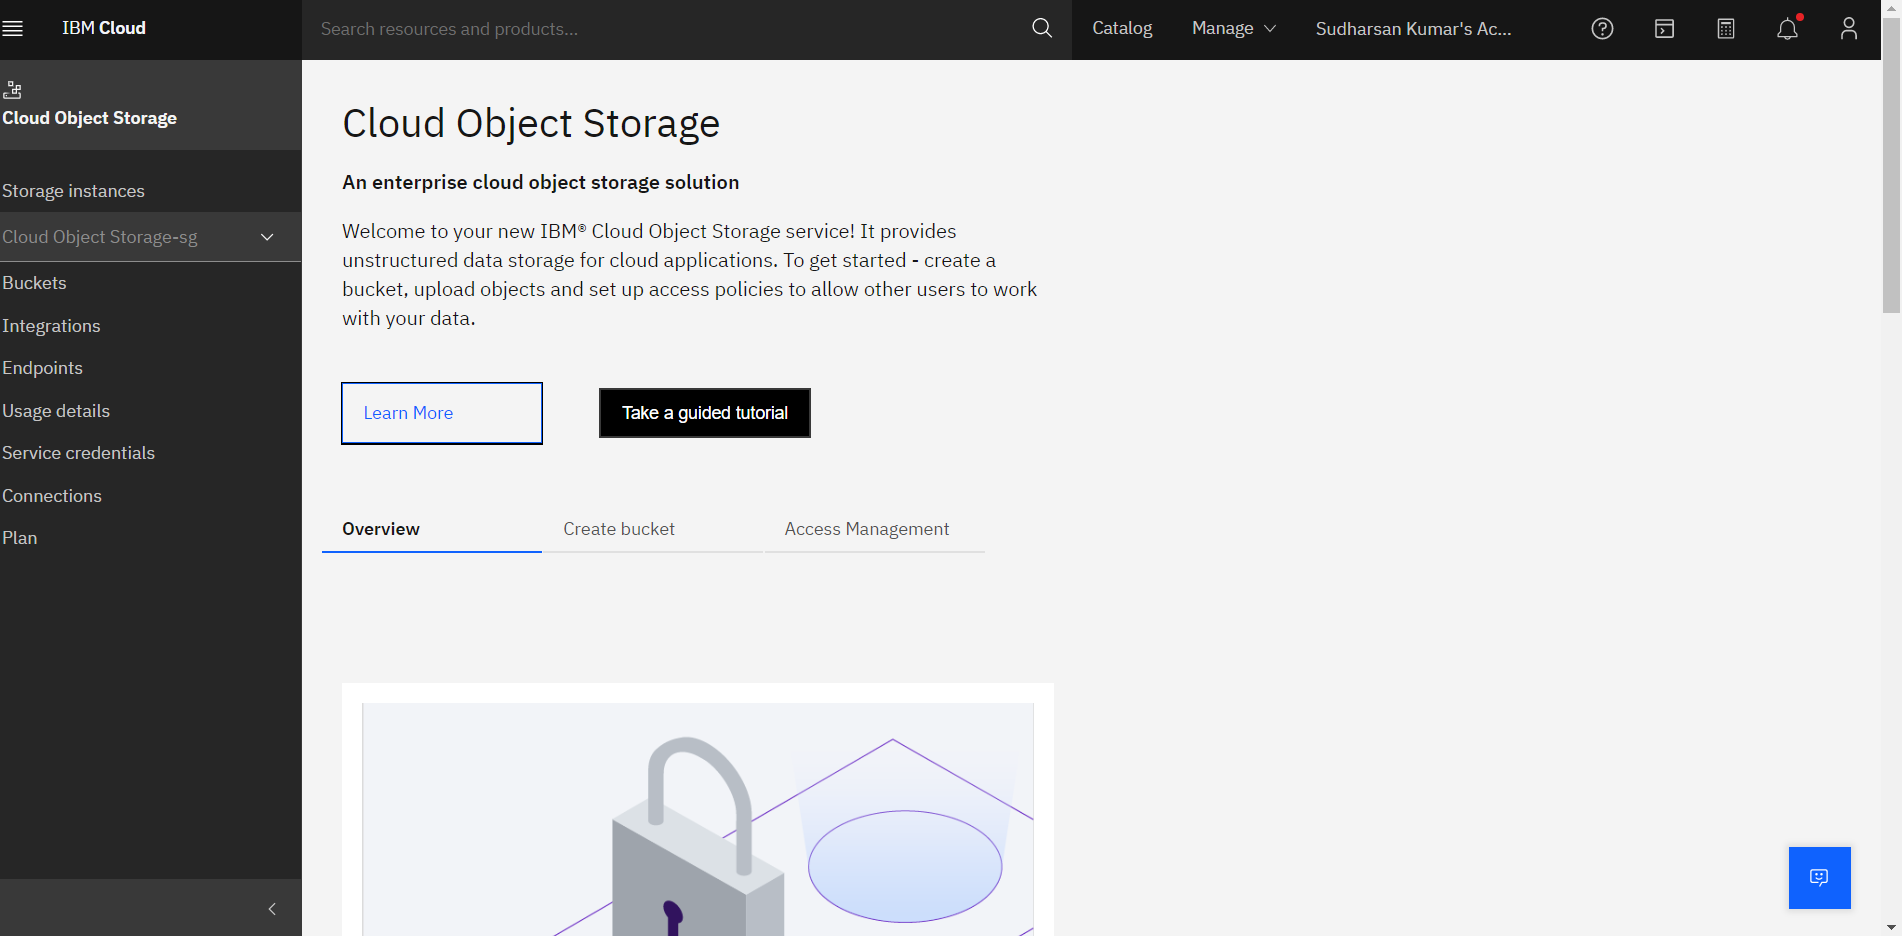 IBM Cloud
Search resources and products...
Catalog
Manage
Sudharsan Kumar's Ac...
Cloud Object Storage
Storage instances
Cloud Object Storage-sg
Buckets
Integrations
Endpoints
Usage details
Service credentials
Connections
Plan
Cloud Object Storage
An enterprise cloud object storage solution
Welcome to your new IBM® Cloud Object Storage service! It provides
unstructured data storage for cloud applications. To get started - create a
bucket, upload objects and set up access policies to allow other users to work
with your data.
Learn More
Take a guided tutorial
Overview
Create bucket
Access Management